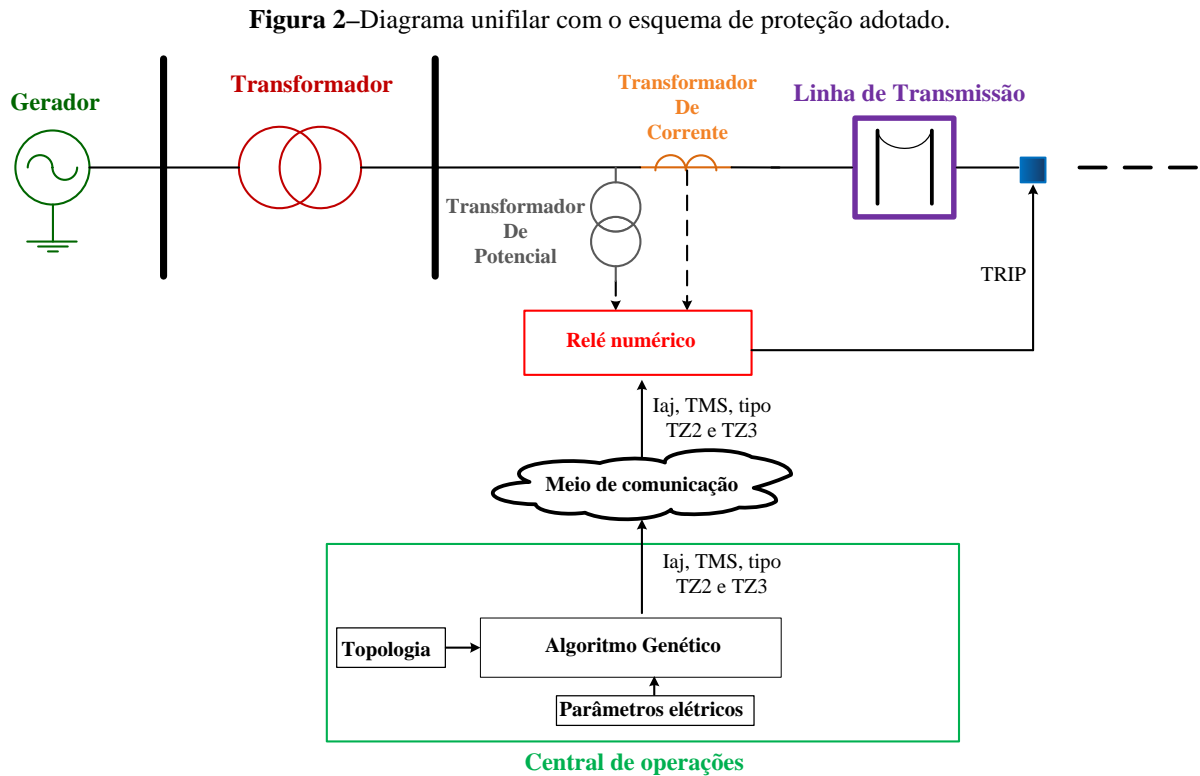 Figura 2–Diagrama unifilar com o esquema de proteção adotado.
Gerador
Transformador
Transformador
De
Corrente
Linha de Transmissão
Transformador
De
Potencial
TRIP
Relé numérico
Iaj, TMS, tipo
TZ2 e TZ3
Meio de comunicação
Iaj, TMS, tipo
TZ2 e TZ3
Topologia
Algoritmo Genético
Parâmetros elétricos
Central de operações